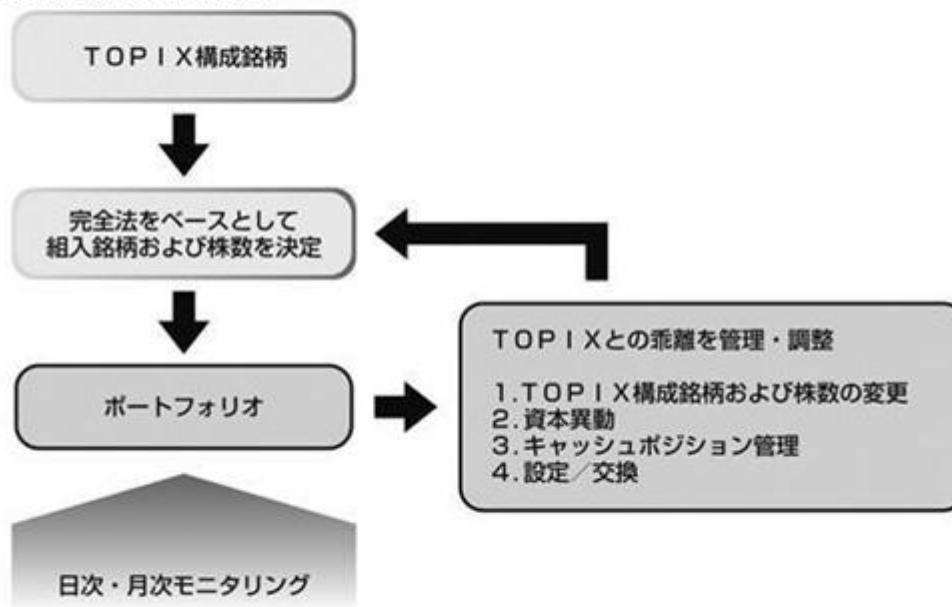 TOPIX構成銘柄
完全法をベースとして
組入銘柄および株数を決定
ポートフォリオ
TOPIXとの乖離を管理・調整
1.TOPIX構成銘柄および株数の変更
2.資本異動
3.キャッシュポジション管理
4.設定／交換
日次・月次モニタリング